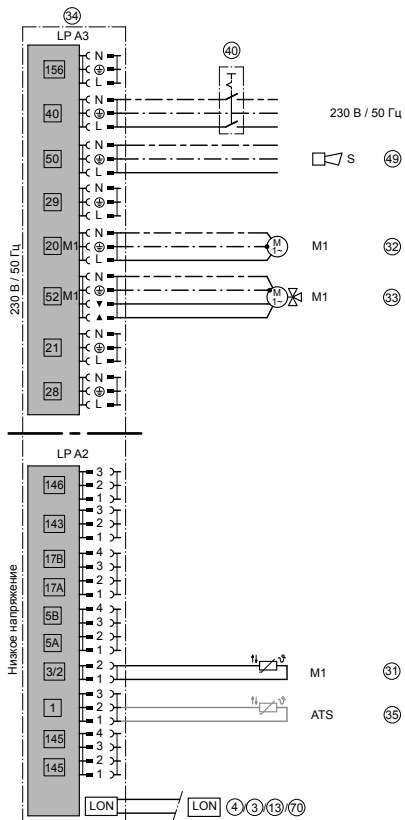 34
LP A3
156 N
L
40 N
L
40
230 В / 50 Гц
50 N
L
S 49
29 N
L
230 В / 50 Гц
20 M1 N
L
M 1~ M1 32
52 M1 N
▼
▲
M 1~ M1 33
21 N
L
28 N
L
LP A2
Низкое напряжение
146 3
2
1
143 3
2
1
17B 4
3
17A 2
1
5B 4
3
5A 2
1
3/2 2
1
ϑ M1 31
1 3
2
1
ϑ ATS 35
145 4
3
145 2
1
LON LON 4/3/13/70